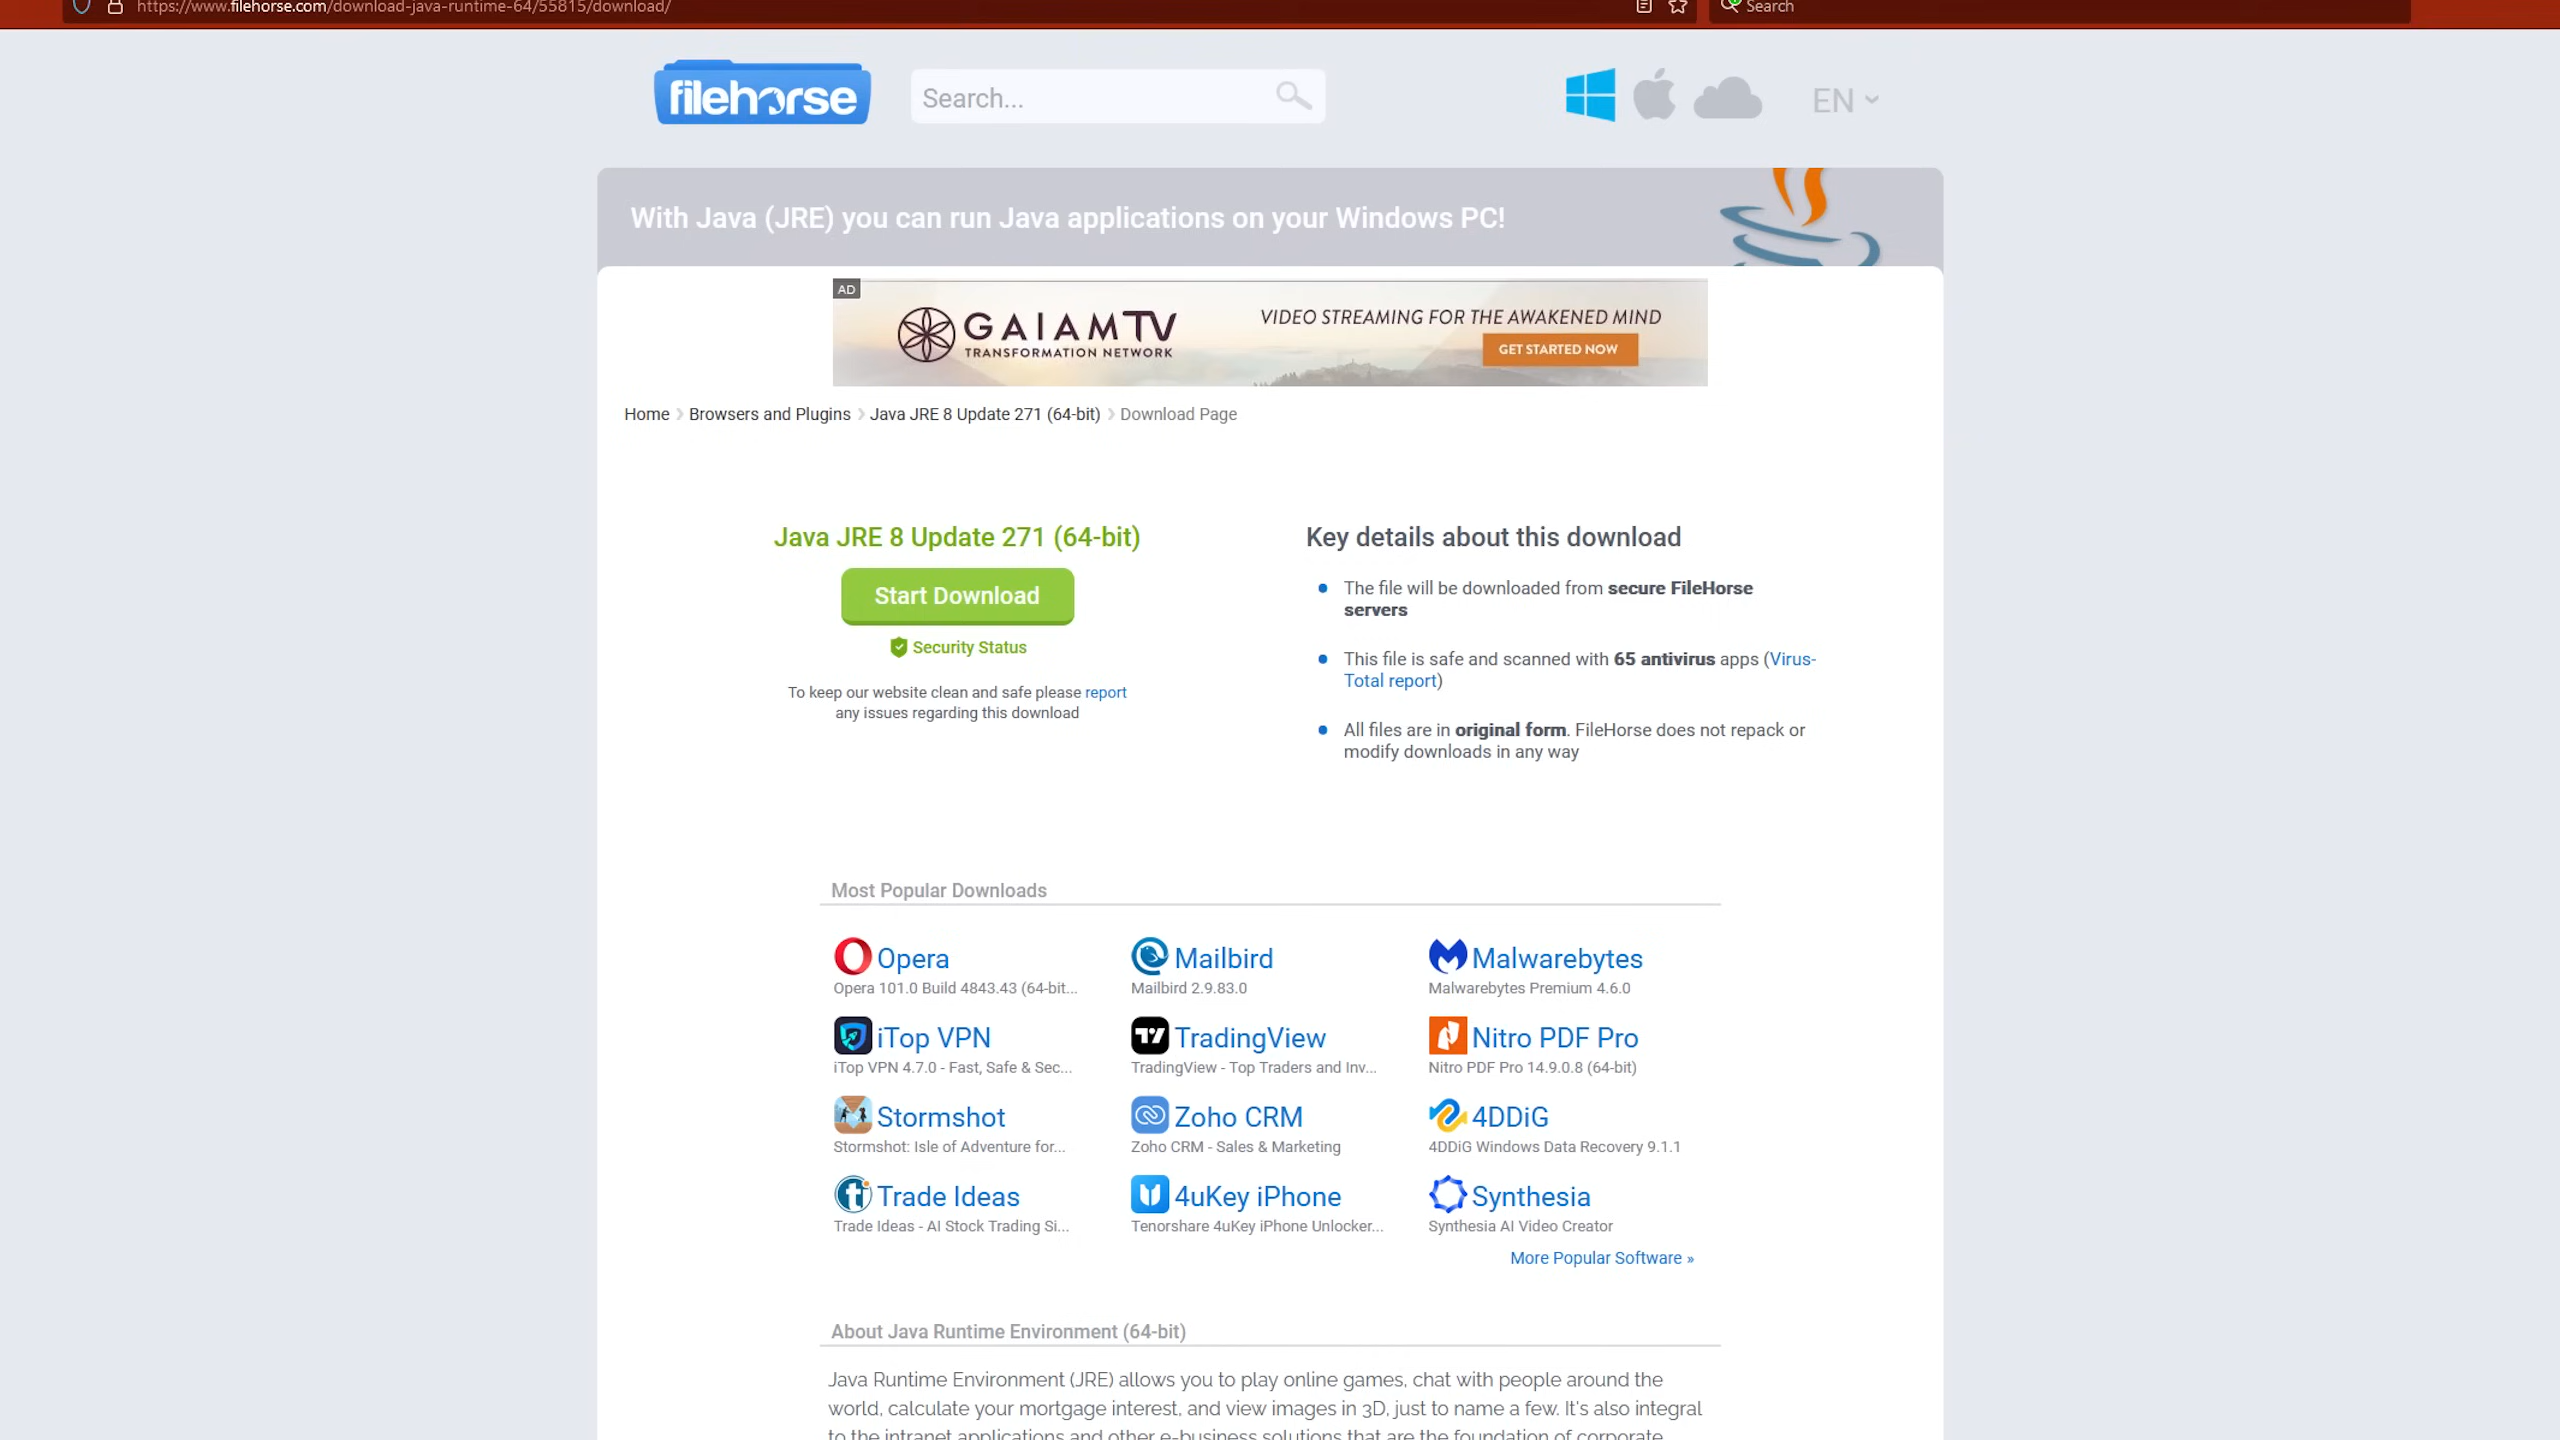 https://www.filehorse.com/download-java-runtime-64/55815/download/
Search
filehorse
Search...
EN
With Java (JRE) you can run Java applications on your Windows PC!
AD
GAIAMTV
TRANSFORMATION NETWORK
VIDEO STREAMING FOR THE AWAKENED MIND
GET STARTED NOW
Home Browsers and Plugins Java JRE 8 Update 271 (64-bit) Download Page
Java JRE 8 Update 271 (64-bit)
Start Download
Security Status
To keep our website clean and safe please report
any issues regarding this download
Key details about this download
The file will be downloaded from secure FileHorse
servers
This file is safe and scanned with 65 antivirus apps (Virus-
Total report)
All files are in original form. FileHorse does not repack or
modify downloads in any way
Most Popular Downloads
Opera
Opera 101.0 Build 4843.43 (64-bit...
Mailbird
Mailbird 2.9.83.0
Malwarebytes
Malwarebytes Premium 4.6.0
iTop VPN
iTop VPN 4.7.0 - Fast, Safe & Sec...
TradingView
TradingView - Top Traders and Inv...
Nitro PDF Pro
Nitro PDF Pro 14.9.0.8 (64-bit)
Stormshot
Stormshot: Isle of Adventure for...
Zoho CRM
Zoho CRM - Sales & Marketing
4DDiG
4DDiG Windows Data Recovery 9.1.1
Trade Ideas
Trade Ideas - AI Stock Trading Si...
4uKey iPhone
Tenorshare 4uKey iPhone Unlocker...
Synthesia
Synthesia AI Video Creator
More Popular Software »
About Java Runtime Environment (64-bit)
Java Runtime Environment (JRE) allows you to play online games, chat with people around the
world, calculate your mortgage interest, and view images in 3D, just to name a few. It's also integral
to the intranet applications and other e-business solutions that are the foundation of corporate